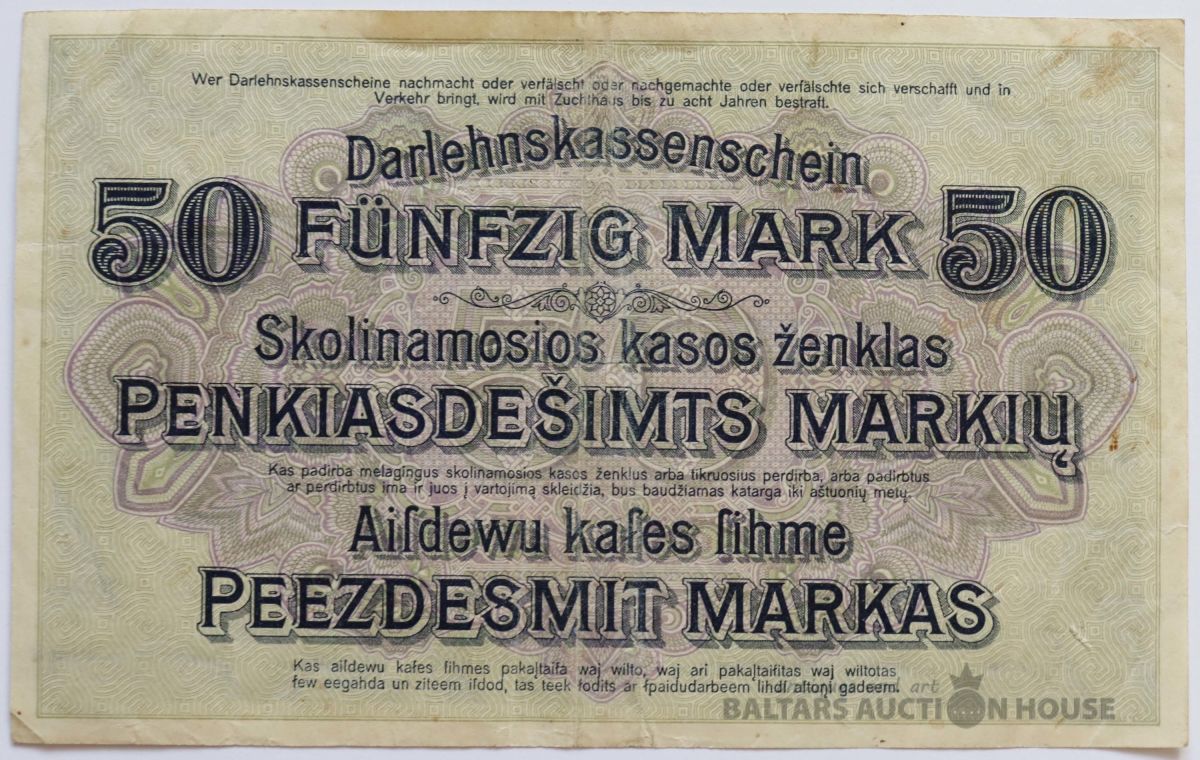 Wer Darlehnskassenscheine nachmacht oder verfälscht oder nachgemachte oder verfälschte sich verschafft und in
Verkehr bringt, wird mit Zuchthaus bis zu acht Jahren bestraft.
Darlehnskassenschein
50 FÜNFZIG MARK 50
Skolinamosios kasos ženklas
PENKIASDEŠIMTS MARKIŲ
Kas padirba melagingus skolinamosios kasos ženklus arba tikruosius perdirba, arba padirbtus
ar perdirbtus ima ir juos į vartojimą skleidžia, bus baudžiamas katarga iki aštuonių metų.
Aiſdewu kaſes ſihme
PEEZDESMIT MARKAS
Kas aiſdewu kaſes ſihmes pakaļtaiſa waj wilto, waj ari pakaļtaiſitas waj wiltotas
ſew eegahda un ziteem iſdod, tas teek ſodits ar ſpaidudarbeem lihdſ aſtoņi gadeem.
art
BALTARS AUCTION HOUSE